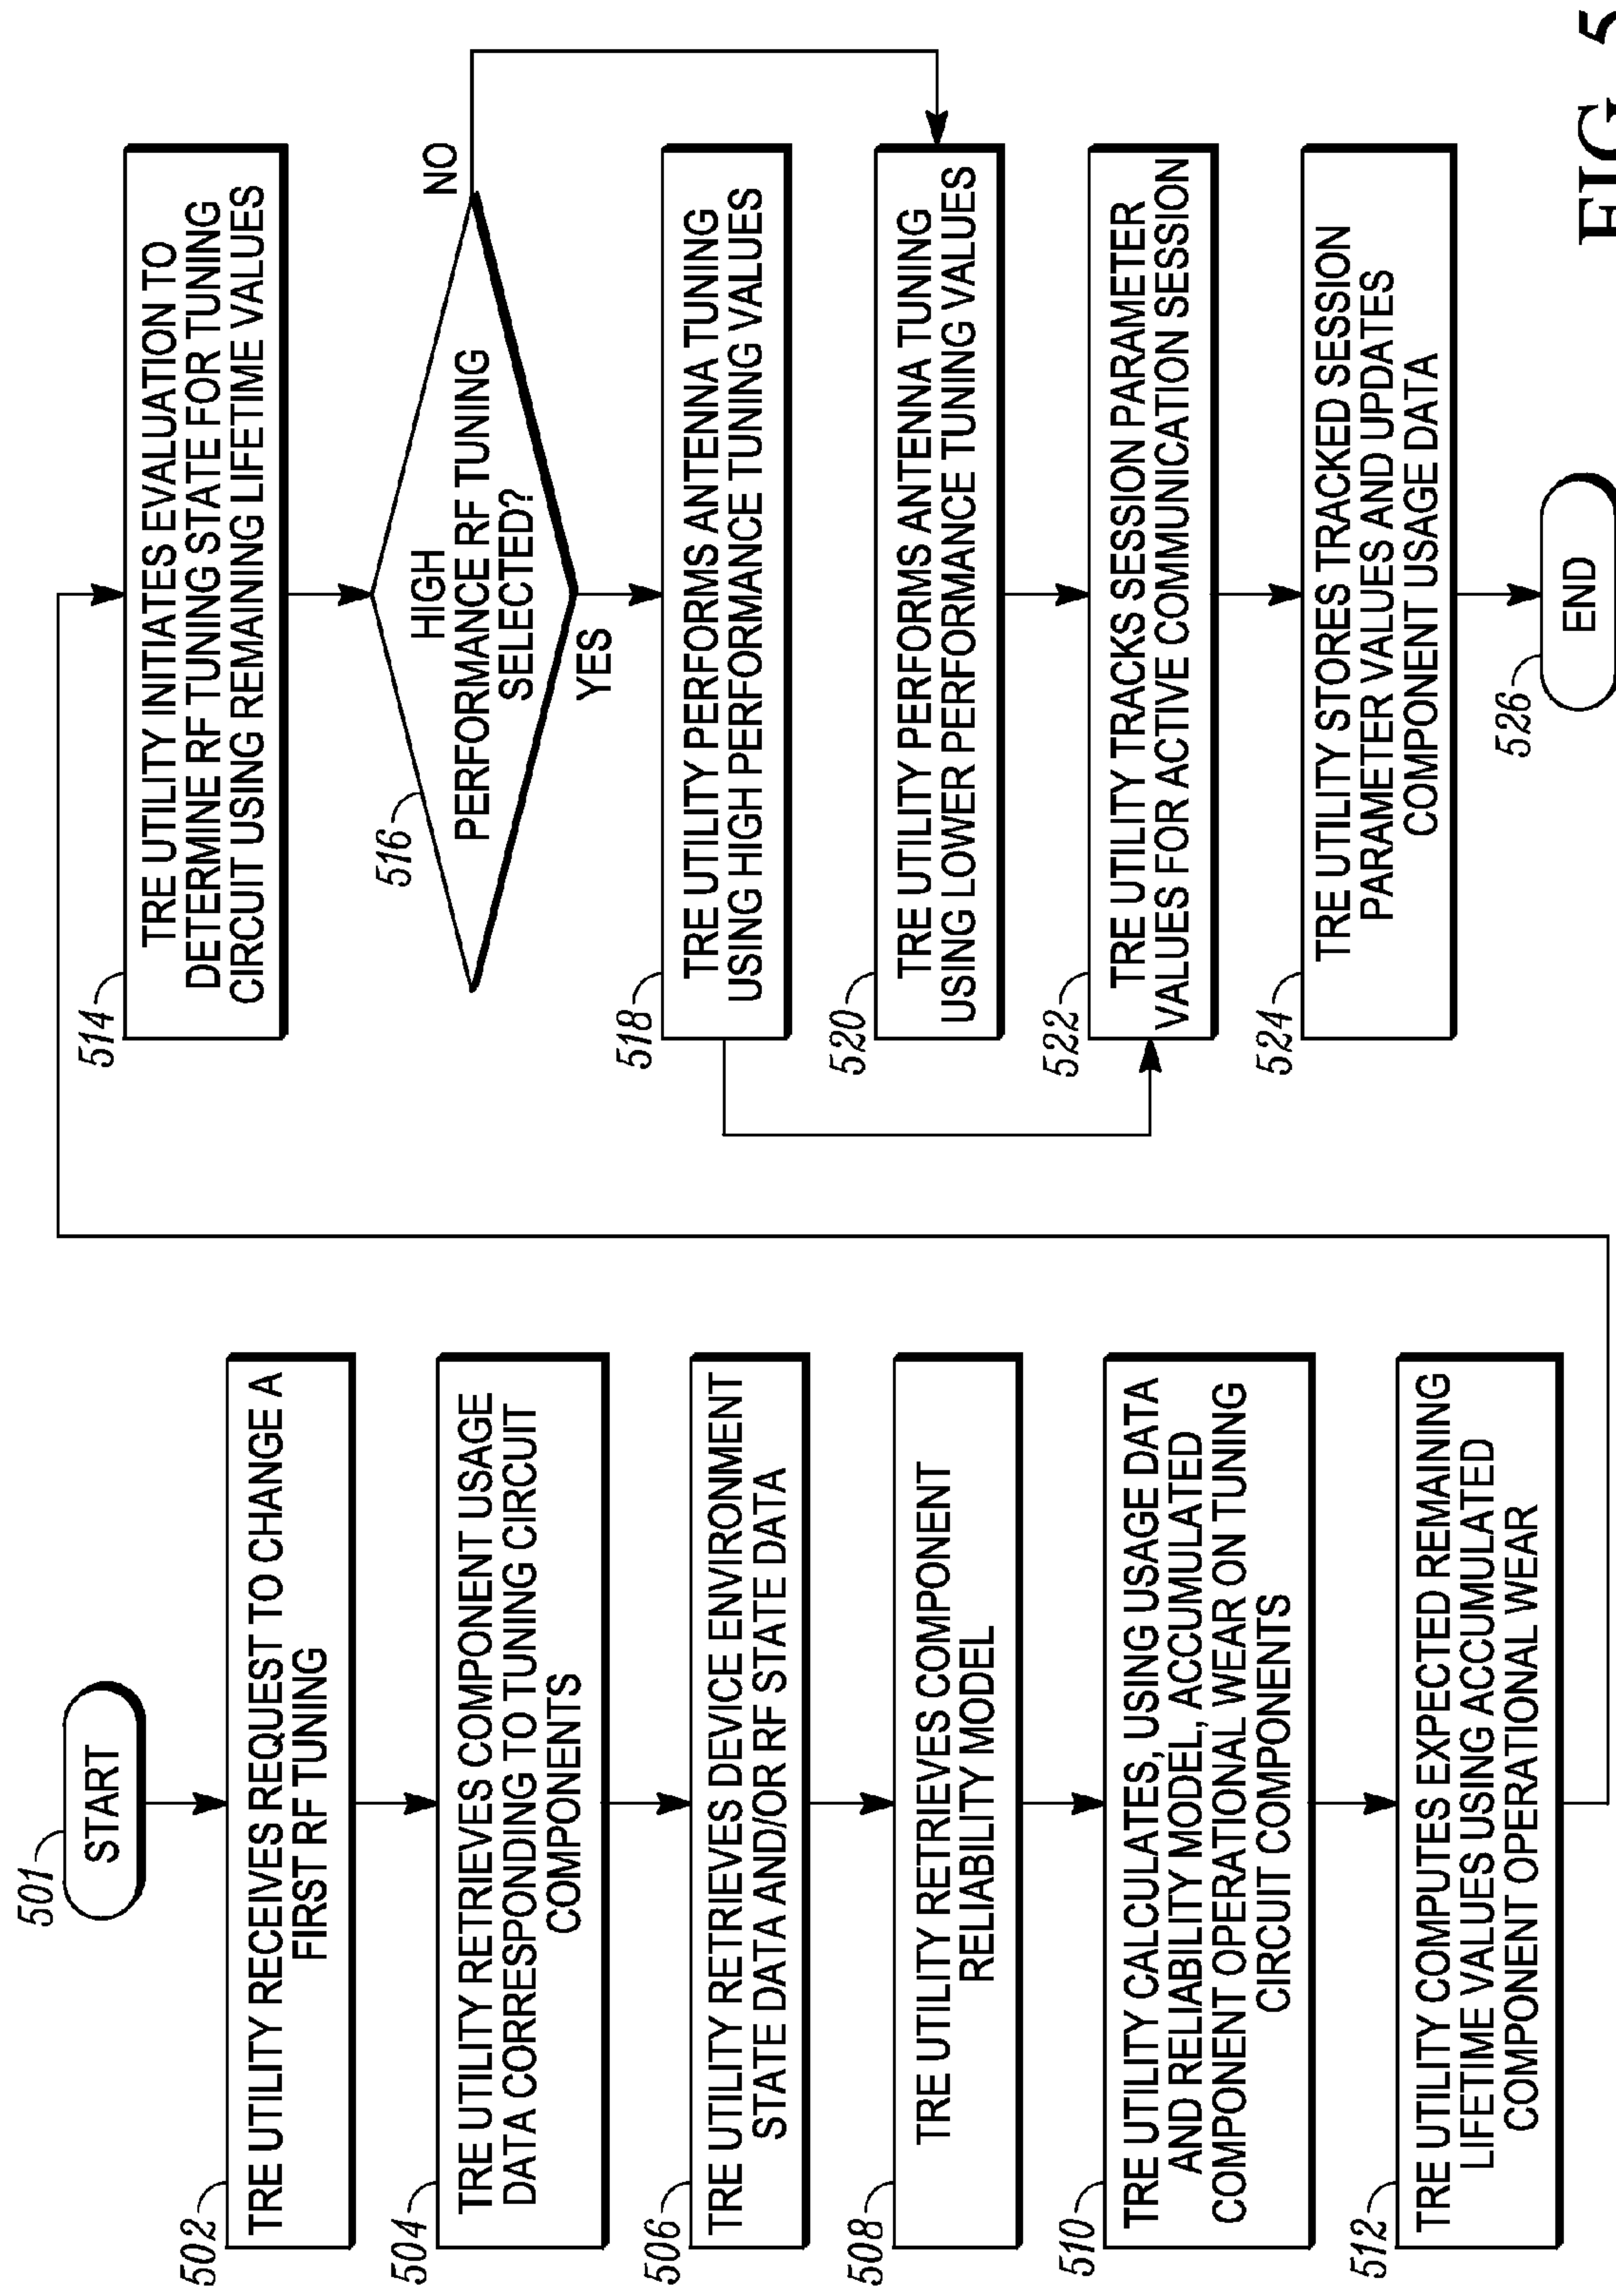 501
START
502
TRE UTILITY RECEIVES REQUEST TO CHANGE A
FIRST RF TUNING
504
TRE UTILITY RETRIEVES COMPONENT USAGE
DATA CORRESPONDING TO TUNING CIRCUIT
COMPONENTS
506
TRE UTILITY RETRIEVES DEVICE ENVIRONMENT
STATE DATA AND/OR RF STATE DATA
508
TRE UTILITY RETRIEVES COMPONENT
RELIABILITY MODEL
510
TRE UTILITY CALCULATES, USING USAGE DATA
AND RELIABILITY MODEL, ACCUMULATED
COMPONENT OPERATIONAL WEAR ON TUNING
CIRCUIT COMPONENTS
512
TRE UTILITY COMPUTES EXPECTED REMAINING
LIFETIME VALUES USING ACCUMULATED
COMPONENT OPERATIONAL WEAR
514
TRE UTILITY INITIATES EVALUATION TO
DETERMINE RF TUNING STATE FOR TUNING
CIRCUIT USING REMAINING LIFETIME VALUES
516
HIGH
PERFORMANCE RF TUNING
SELECTED?
NO
YES
518
TRE UTILITY PERFORMS ANTENNA TUNING
USING HIGH PERFORMANCE TUNING VALUES
520
TRE UTILITY PERFORMS ANTENNA TUNING
USING LOWER PERFORMANCE TUNING VALUES
522
TRE UTILITY TRACKS SESSION PARAMETER
VALUES FOR ACTIVE COMMUNICATION SESSION
524
TRE UTILITY STORES TRACKED SESSION
PARAMETER VALUES AND UPDATES
COMPONENT USAGE DATA
526
END
FIG. 5